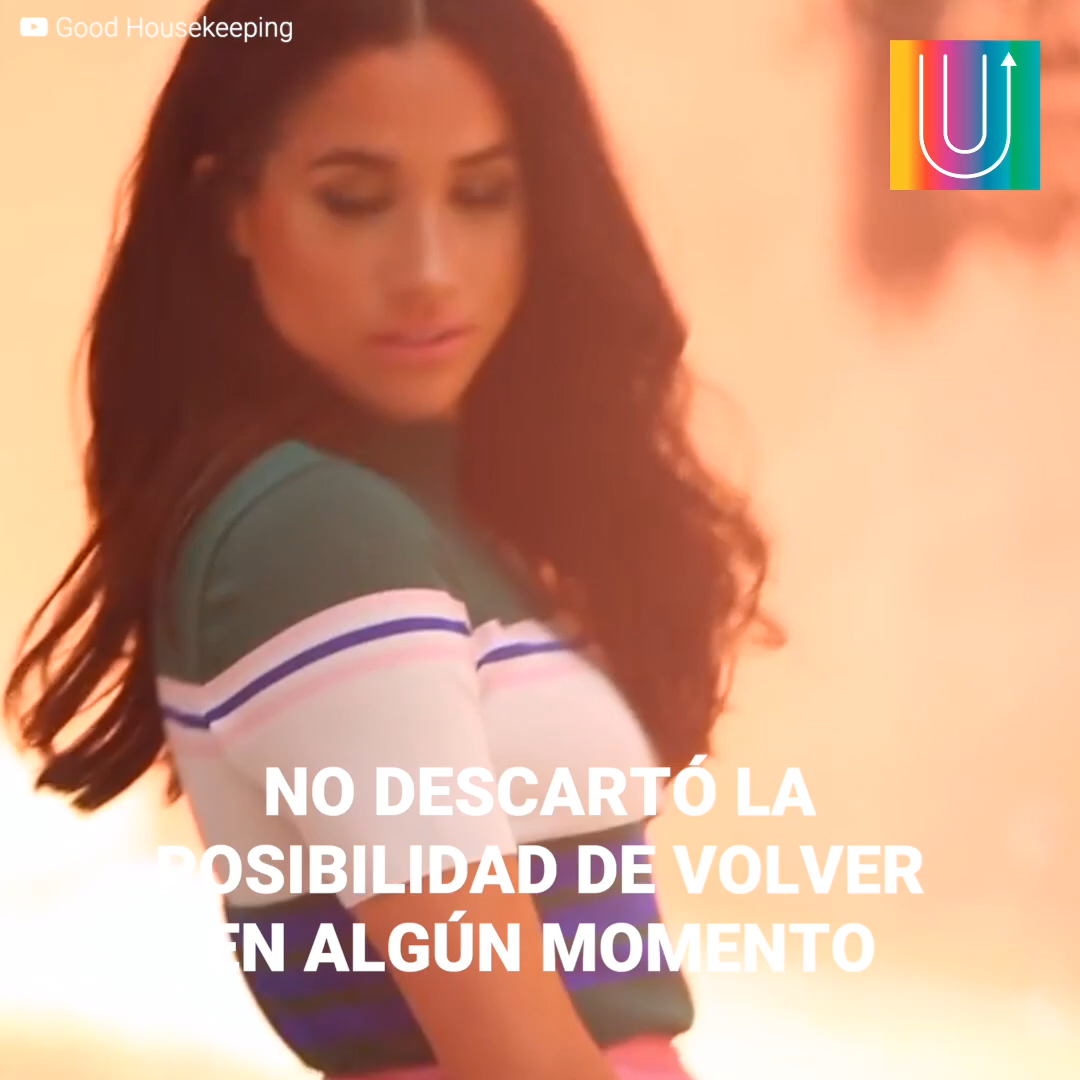 Good Housekeeping
U
NO DESCARTÓ LA
POSIBILIDAD DE VOLVER
EN ALGÚN MOMENTO